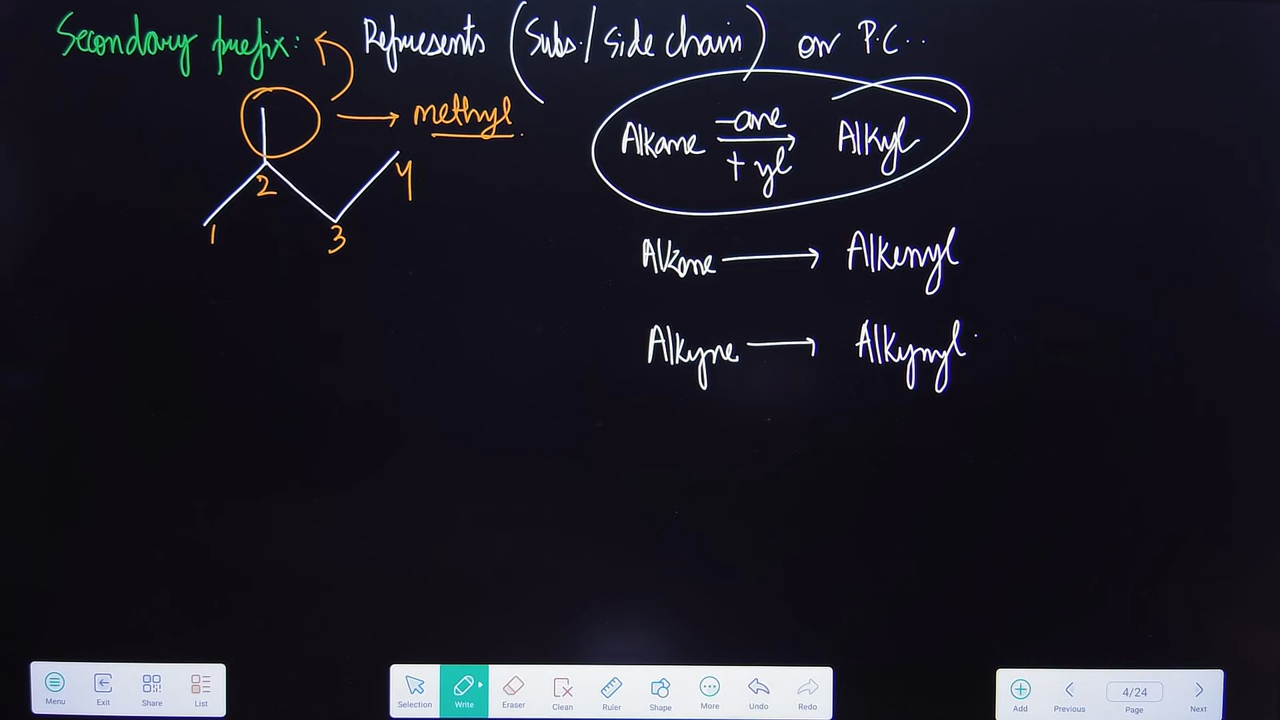 Secondary prefix: Represents (Subs./Side chain) on P.C..
methyl
1 2 3 4
Alkane -ane + yl Alkyl
Alkene Alkenyl
Alkyne Alkynyl
Menu Exit Share List
Selection Write Eraser Clean Ruler Shape More Undo Redo
Add Previous 4/24 Page Next